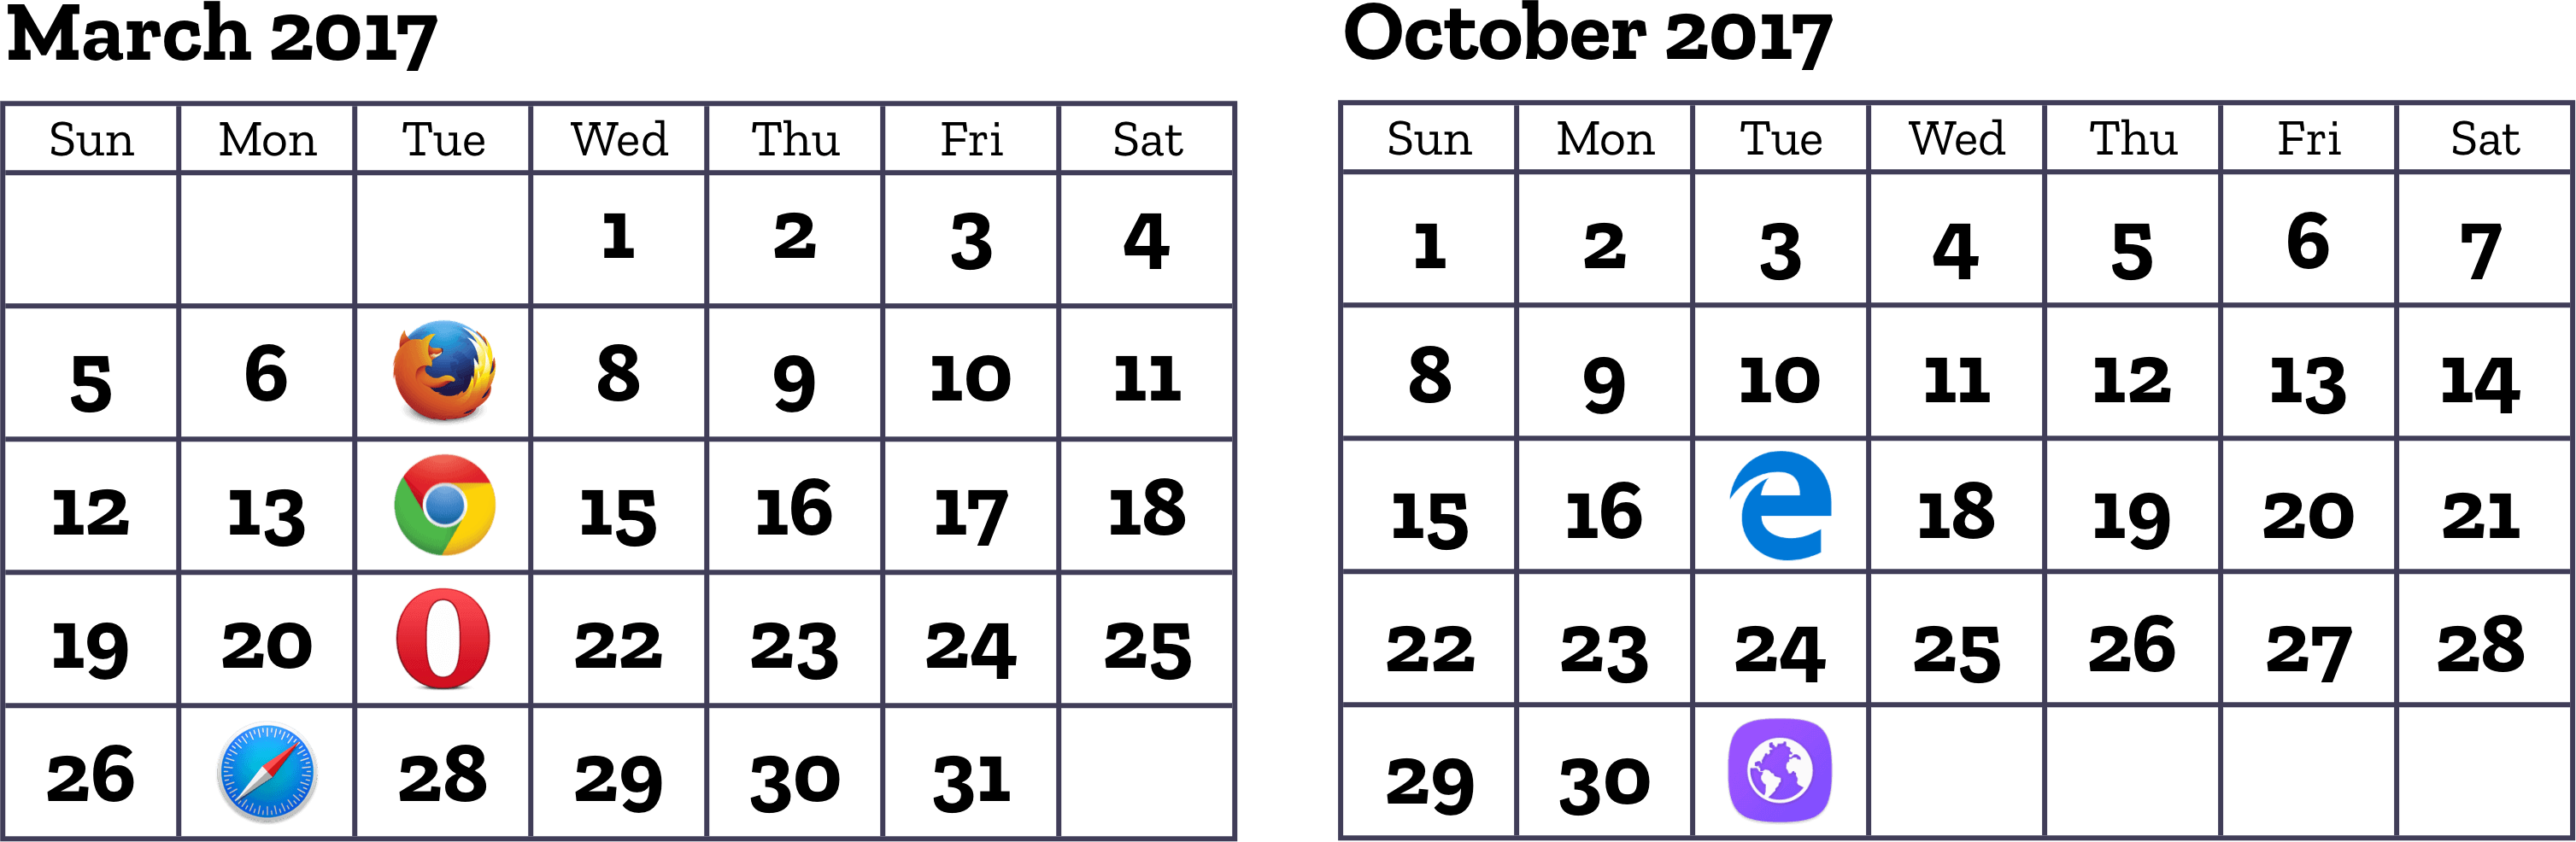 March 2017
Sun Mon Tue Wed Thu Fri Sat
1 2 3 4
5 6 8 9 10 11
12 13 15 16 17 18
19 20 22 23 24 25
26 28 29 30 31
October 2017
Sun Mon Tue Wed Thu Fri Sat
1 2 3 4 5 6 7
8 9 10 11 12 13 14
15 16 18 19 20 21
22 23 24 25 26 27 28
29 30